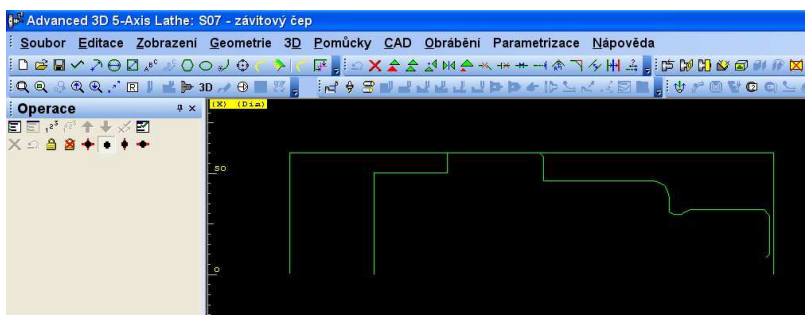 Advanced 3D 5-Axis Lathe: S07 - závitový čep
Soubor Editace Zobrazení Geometrie 3D Pomůcky CAD Obrábění Parametrizace Nápověda
3D
Operace
(X) (Dia)
50
0